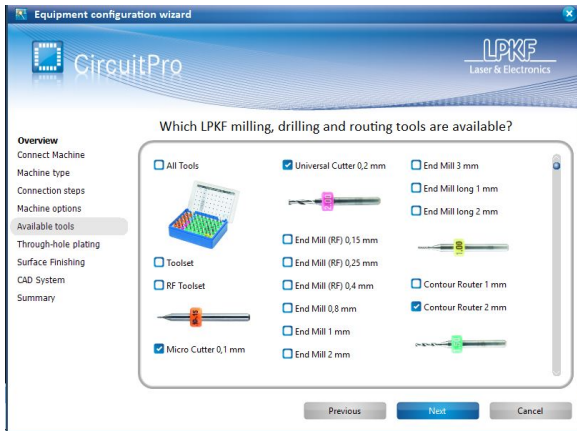 Equipment configuration wizard
CircuitPro
LPKF
Laser & Electronics
Which LPKF milling, drilling and routing tools are available?
Overview
Connect Machine
Machine type
Connection steps
Machine options
Available tools
Through-hole plating
Surface Finishing
CAD System
Summary
All Tools
Toolset
RF Toolset
Micro Cutter 0,1 mm
Universal Cutter 0,2 mm
End Mill (RF) 0,15 mm
End Mill (RF) 0,25 mm
End Mill (RF) 0,4 mm
End Mill 0,8 mm
End Mill 1 mm
End Mill 2 mm
End Mill 3 mm
End Mill long 1 mm
End Mill long 2 mm
1.00
Contour Router 1 mm
Contour Router 2 mm
Previous
Next
Cancel